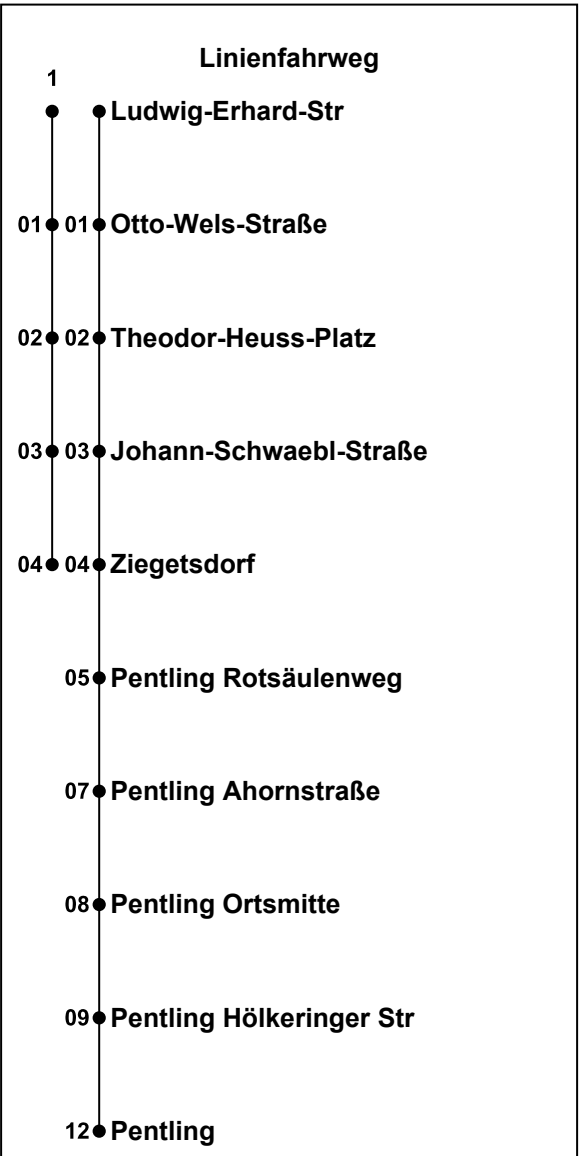 Linienfahrweg
1
Ludwig-Erhard-Str
01 01 Otto-Wels-Straße
02 02 Theodor-Heuss-Platz
03 03 Johann-Schwaebl-Straße
04 04 Ziegetsdorf
05 Pentling Rotsäulenweg
07 Pentling Ahornstraße
08 Pentling Ortsmitte
09 Pentling Hölkeringer Str
12 Pentling